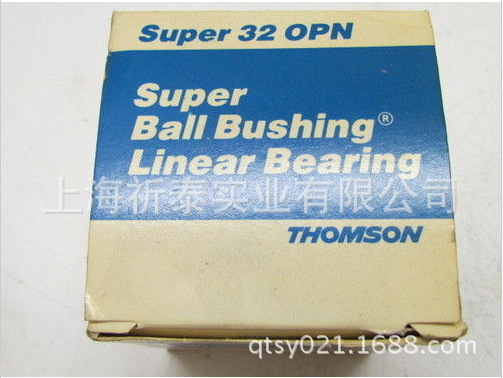 Super 32 OPN
Super
Ball Bushing®
Linear Bearing
上海祈泰实业有限公司
THOMSON
qtsy021.1688.com